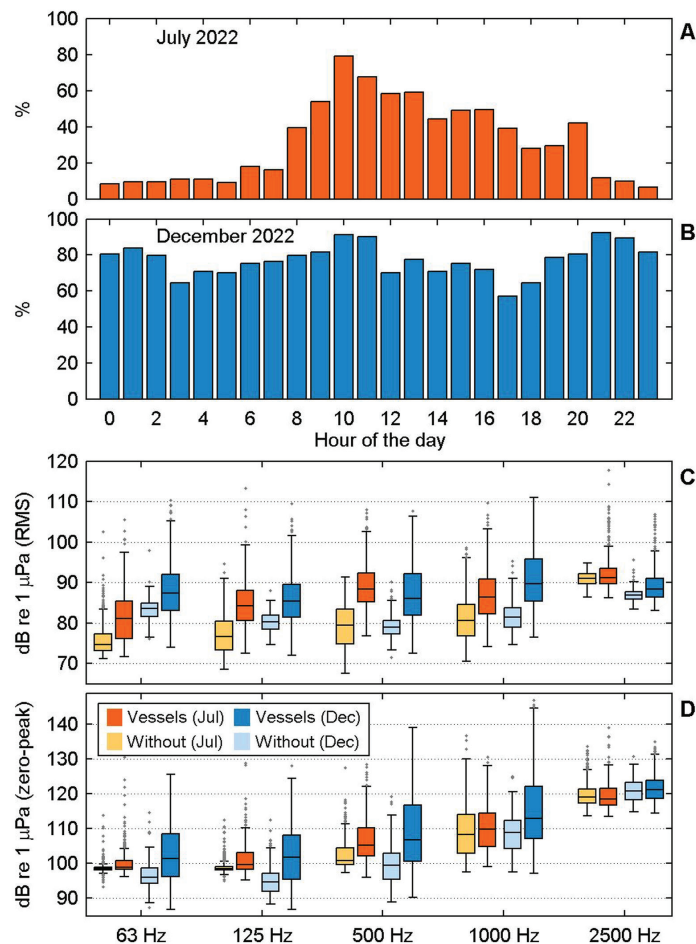 July 2022
A
%
100
80
60
40
20
0
December 2022
B
%
100
80
60
40
20
0
0 2 4 6 8 10 12 14 16 18 20 22
Hour of the day
C
dB re 1 μPa (RMS)
120
110
100
90
80
70
D
dB re 1 μPa (zero-peak)
Vessels (Jul) Vessels (Dec)
Without (Jul) Without (Dec)
140
130
120
110
100
90
63 Hz 125 Hz 500 Hz 1000 Hz 2500 Hz